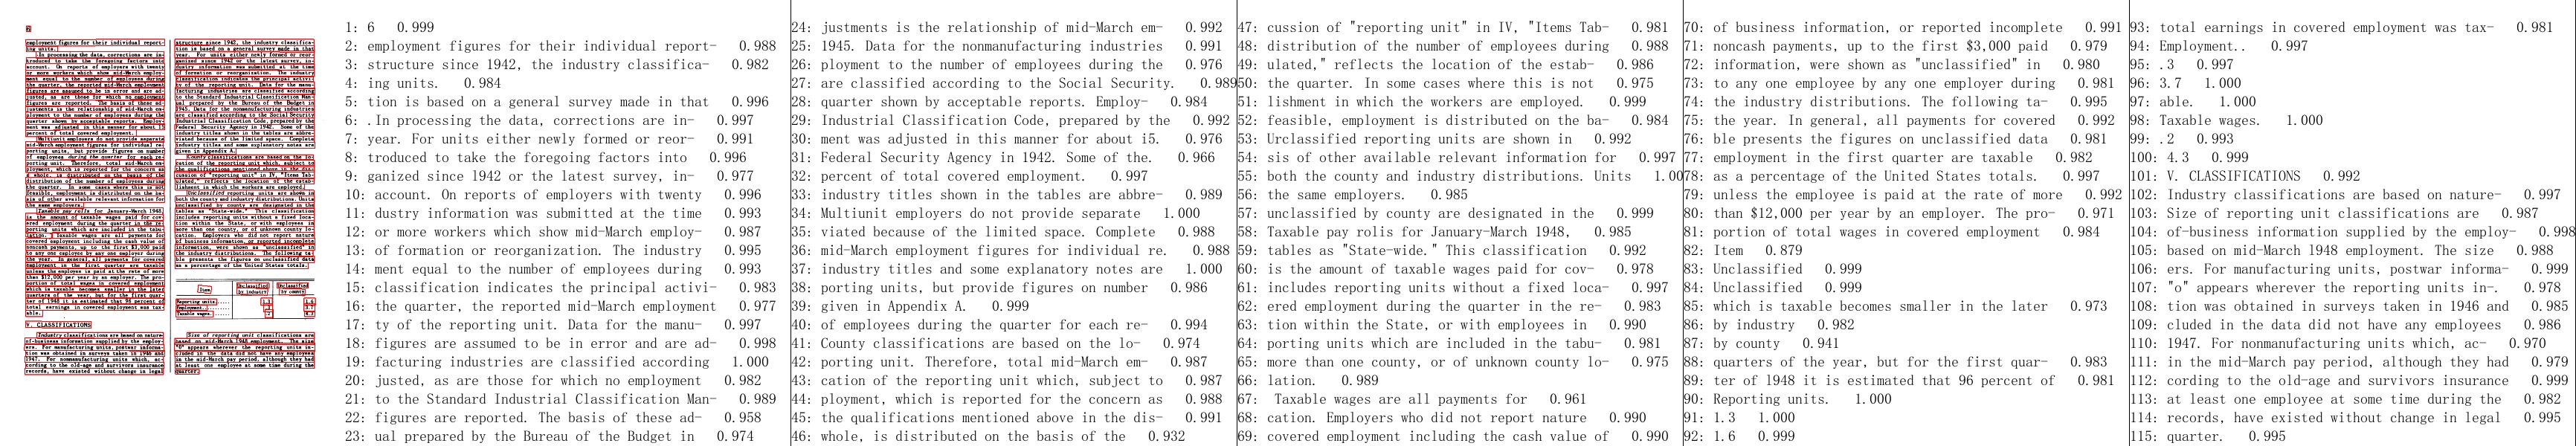 1: 6 0.999
2: employment figures for their individual report- 0.988
3: structure since 1942, the industry classifica- 0.982
4: ing units. 0.984
5: tion is based on a general survey made in that 0.996
6: . In processing the data, corrections are in- 0.997
7: year. For units either newly formed or reor- 0.991
8: troduced to take the foregoing factors into 0.996
9: ganized since 1942 or the latest survey, in- 0.977
10: account. On reports of employers with twenty 0.996
11: dustry information was submitted at the time 0.993
12: or more workers which show mid-March employ- 0.987
13: of formation or reorganization. The industry 0.995
14: ment equal to the number of employees during 0.993
15: classification indicates the principal activi- 0.983
16: the quarter, the reported mid-March employment 0.977
17: ty of the reporting unit. Data for the manu- 0.997
18: figures are assumed to be in error and are ad- 0.998
19: facturing industries are classified according 1.000
20: justed, as are those for which no employment 0.982
21: to the Standard Industrial Classification Man- 0.989
22: figures are reported. The basis of these ad- 0.958
23: ual prepared by the Bureau of the Budget in 0.974
24: justments is the relationship of mid-March em- 0.992
25: 1945. Data for the nonmanufacturing industries 0.991
26: ployment to the number of employees during the 0.976
27: are classified according to the Social Security. 0.989
28: quarter shown by acceptable reports. Employ- 0.984
29: Industrial Classification Code, prepared by the 0.992
30: ment was adjusted in this manner for about i5. 0.976
31: Federal Security Agency in 1942. Some of the. 0.966
32: percent of total covered employment. 0.997
33: industry titles shown in the tables are abbre- 0.989
34: Multiunit employers do not provide separate 1.000
35: viated because of the limited space. Complete 0.988
36: mid-March employment figures for individual re. 0.988
37: industry titles and some explanatory notes are 1.000
38: porting units, but provide figures on number 0.986
39: given in Appendix A. 0.999
40: of employees during the quarter for each re- 0.994
41: County classifications are based on the lo- 0.974
42: porting unit. Therefore, total mid-March em- 0.987
43: cation of the reporting unit which, subject to 0.987
44: ployment, which is reported for the concern as 0.988
45: the qualifications mentioned above in the dis- 0.991
46: whole, is distributed on the basis of the 0.932
47: cussion of "reporting unit" in IV, "Items Tab- 0.981
48: distribution of the number of employees during 0.988
49: ulated," reflects the location of the estab- 0.986
50: the quarter. In some cases where this is not 0.975
51: lishment in which the workers are employed. 0.999
52: feasible, employment is distributed on the ba- 0.984
53: Urclassified reporting units are shown in 0.992
54: sis of other available relevant information for 0.997
55: both the county and industry distributions. Units 1.00
56: the same employers. 0.985
57: unclassified by county are designated in the 0.999
58: Taxable pay rolls for January-March 1948, 0.985
59: tables as "State-wide." This classification 0.992
60: is the amount of taxable wages paid for cov- 0.978
61: includes reporting units without a fixed loca- 0.997
62: ered employment during the quarter in the re- 0.983
63: tion within the State, or with employees in 0.990
64: porting units which are included in the tabu- 0.981
65: more than one county, or of unknown county lo- 0.975
66: lation. 0.989
67: Taxable wages are all payments for 0.961
68: cation. Employers who did not report nature 0.990
69: covered employment including the cash value of 0.990
70: of business information, or reported incomplete 0.991
71: noncash payments, up to the first $3,000 paid 0.979
72: information, were shown as "unclassified" in 0.980
73: to any one employee by any one employer during 0.981
74: the industry distributions. The following ta- 0.995
75: the year. In general, all payments for covered 0.992
76: ble presents the figures on unclassified data 0.981
77: employment in the first quarter are taxable 0.982
78: as a percentage of the United States totals. 0.997
79: unless the employee is paid at the rate of more 0.992
80: than $12,000 per year by an employer. The pro- 0.971
81: portion of total wages in covered employment 0.984
82: Item 0.879
83: Unclassified 0.999
84: Unclassified 0.999
85: which is taxable becomes smaller in the later 0.973
86: by industry 0.982
87: by county 0.941
88: quarters of the year, but for the first quar- 0.983
89: ter of 1948 it is estimated that 96 percent of 0.981
90: Reporting units. 1.000
91: 1.3 1.000
92: 1.6 0.999
93: total earnings in covered employment was tax- 0.981
94: Employment.. 0.997
95: .3 0.997
96: 3.7 1.000
97: able. 1.000
98: Taxable wages. 1.000
99: .2 0.993
100: 4.3 0.999
101: V. CLASSIFICATIONS 0.992
102: Industry classifications are based on nature- 0.997
103: Size of reporting unit classifications are 0.987
104: of-business information supplied by the employ- 0.998
105: based on mid-March 1948 employment. The size 0.988
106: ers. For manufacturing units, postwar informa- 0.999
107: "o" appears wherever the reporting units in-. 0.978
108: tion was obtained in surveys taken in 1946 and 0.985
109: cluded in the data did not have any employees 0.986
110: 1947. For nonmanufacturing units which, ac- 0.970
111: in the mid-March pay period, although they had 0.979
112: cording to the old-age and survivors insurance 0.999
113: at least one employee at some time during the 0.982
114: records, have existed without change in legal 0.995
115: quarter. 0.995